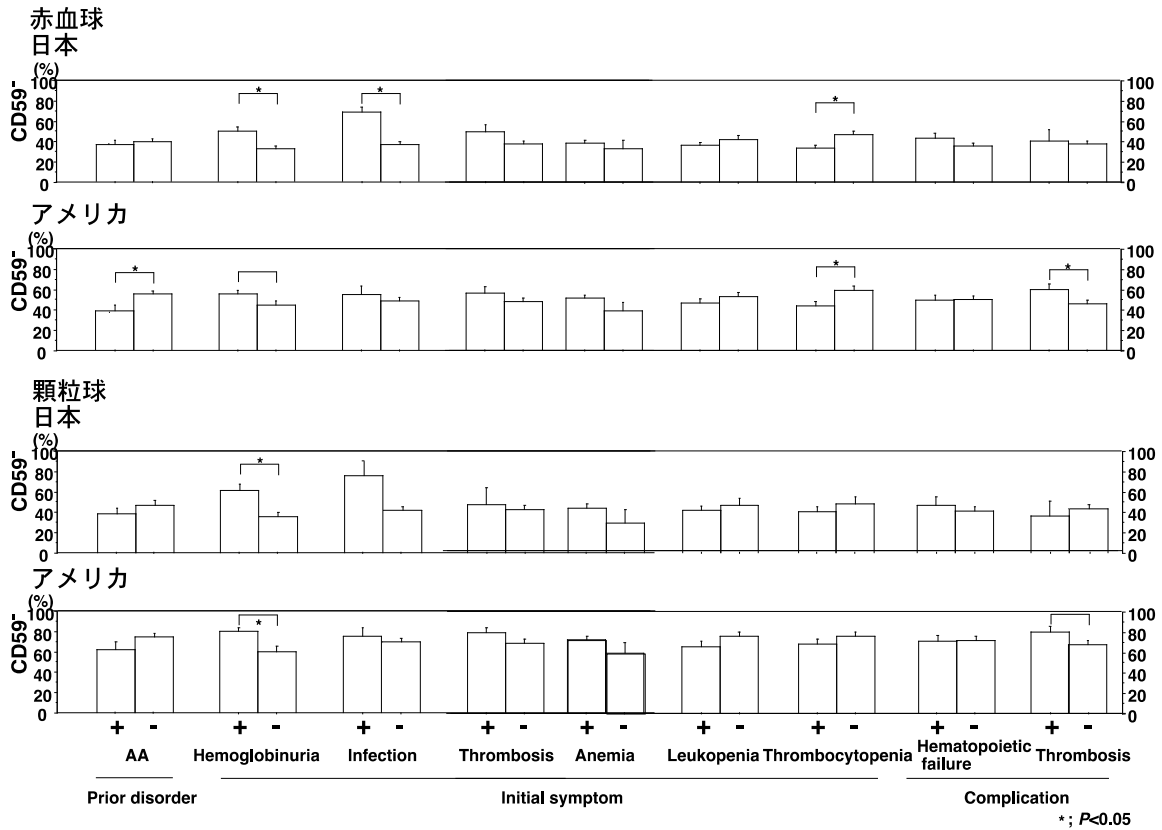 赤血球
日本
(%)
CD59-
100 80 60 40 20 0
* * *
100 80 60 40 20 0
アメリカ
(%)
CD59-
100 80 60 40 20 0
* * *
100 80 60 40 20 0
顆粒球
日本
(%)
CD59-
100 80 60 40 20 0
*
100 80 60 40 20 0
アメリカ
(%)
CD59-
100 80 60 40 20 0
*
100 80 60 40 20 0
+ - + - + - + - + - + - + - + - + -
AA Hemoglobinuria Infection Thrombosis Anemia Leukopenia Thrombocytopenia Hematopoietic failure Thrombosis
Prior disorder Initial symptom Complication
*; P<0.05